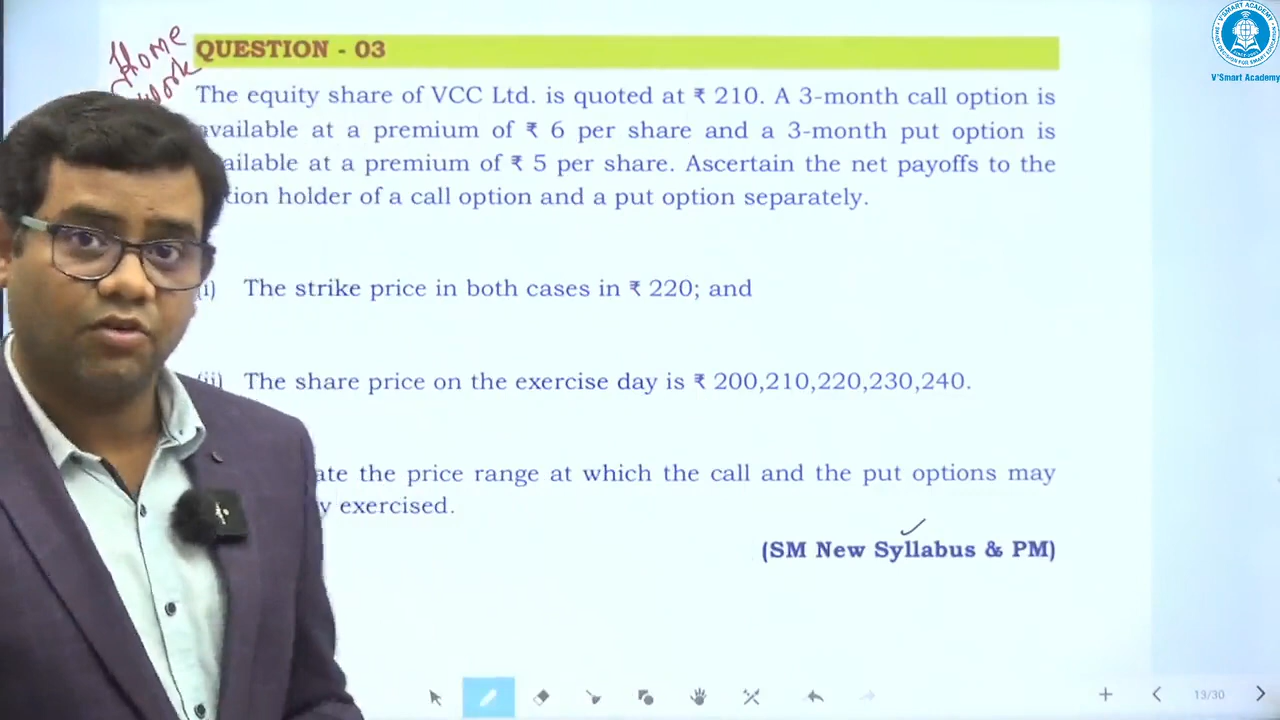 Home
Work
QUESTION - 03
The equity share of VCC Ltd. is quoted at ₹ 210. A 3-month call option is
available at a premium of ₹ 6 per share and a 3-month put option is
ailable at a premium of ₹ 5 per share. Ascertain the net payoffs to the
tion holder of a call option and a put option separately.
(i) The strike price in both cases in ₹ 220; and
(ii) The share price on the exercise day is ₹ 200,210,220,230,240.
ate the price range at which the call and the put options may
y exercised.
(SM New Syllabus & PM)
V'SMART ACADEMY
V'Smart Academy
13/30